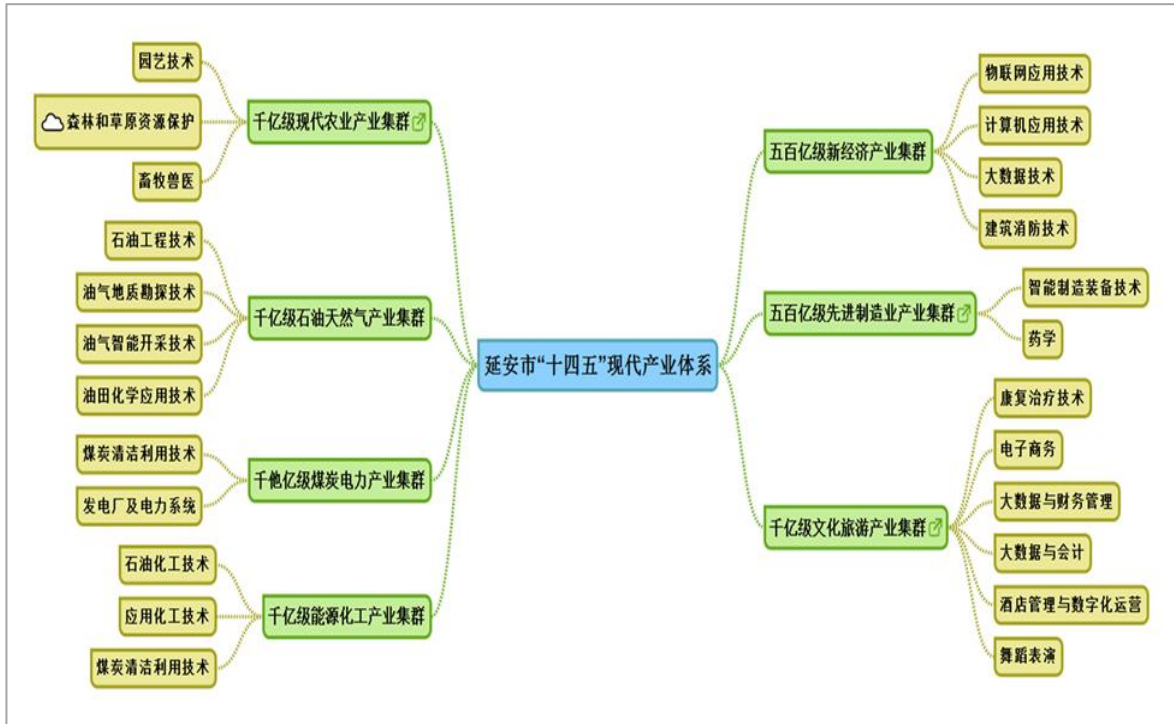 延安市“十四五”现代产业体系
千亿级现代农业产业集群
园艺技术
森林和草原资源保护
畜牧兽医
千亿级石油天然气产业集群
石油工程技术
油气地质勘探技术
油气智能开采技术
油田化学应用技术
千他亿级煤炭电力产业集群
煤炭清洁利用技术
发电厂及电力系统
千亿级能源化工产业集群
石油化工技术
应用化工技术
煤炭清洁利用技术
五百亿级新经济产业集群
物联网应用技术
计算机应用技术
大数据技术
建筑消防技术
五百亿级先进制造业产业集群
智能制造装备技术
药学
千亿级文化旅游产业集群
康复治疗技术
电子商务
大数据与财务管理
大数据与会计
酒店管理与数字化运营
舞蹈表演